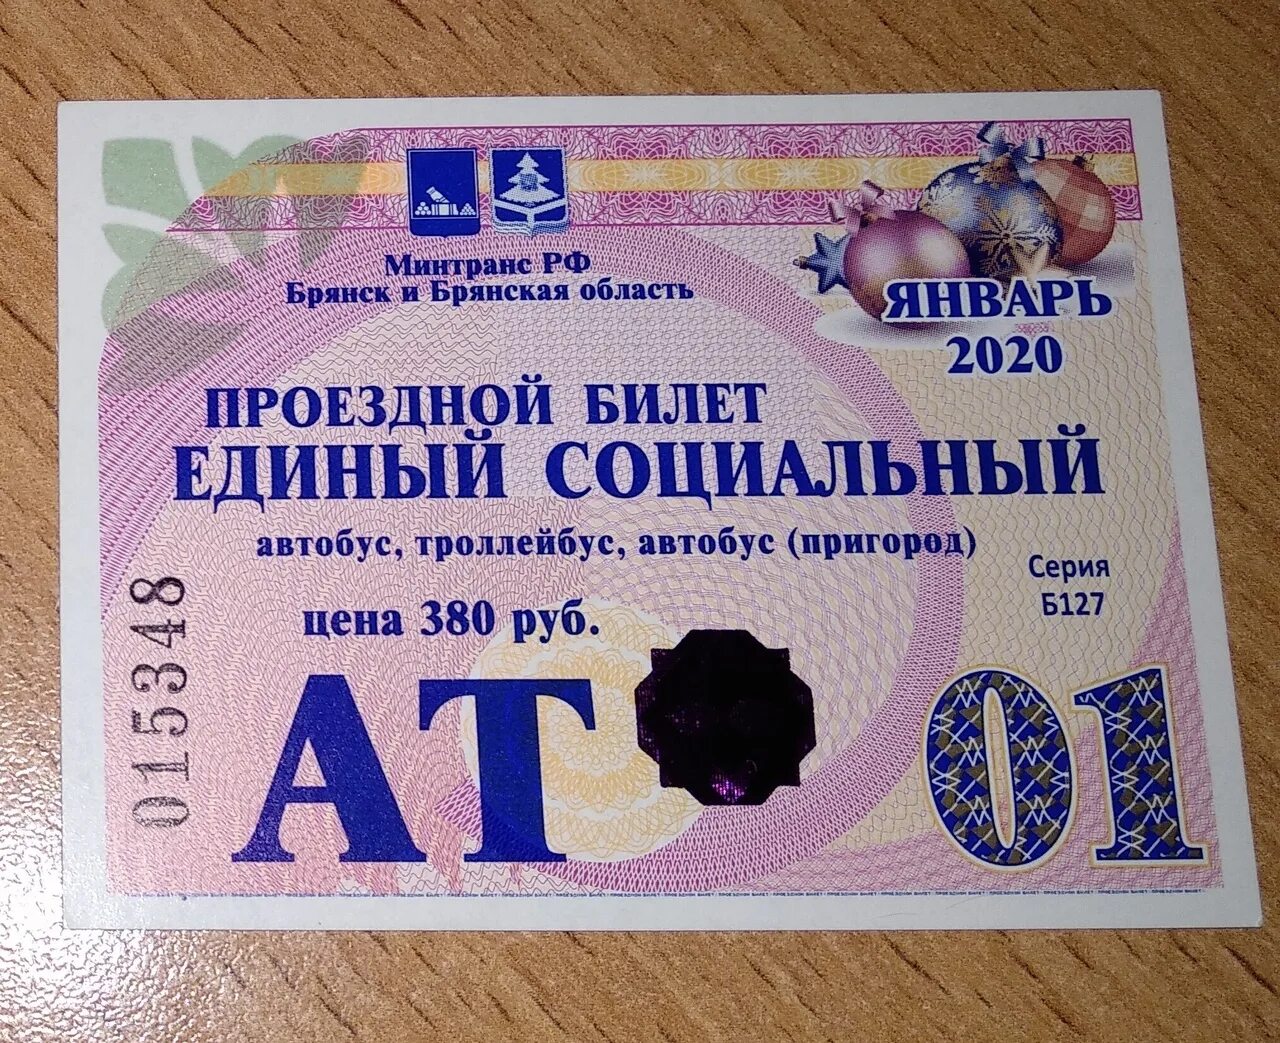 Минтранс РФ
Брянск и Брянская область
ЯНВАРЬ
2020
ПРОЕЗДНОЙ БИЛЕТ
ЕДИНЫЙ СОЦИАЛЬНЫЙ
автобус, троллейбус, автобус (пригород)
Серия
Б127
цена 380 руб.
015348
АТ
01